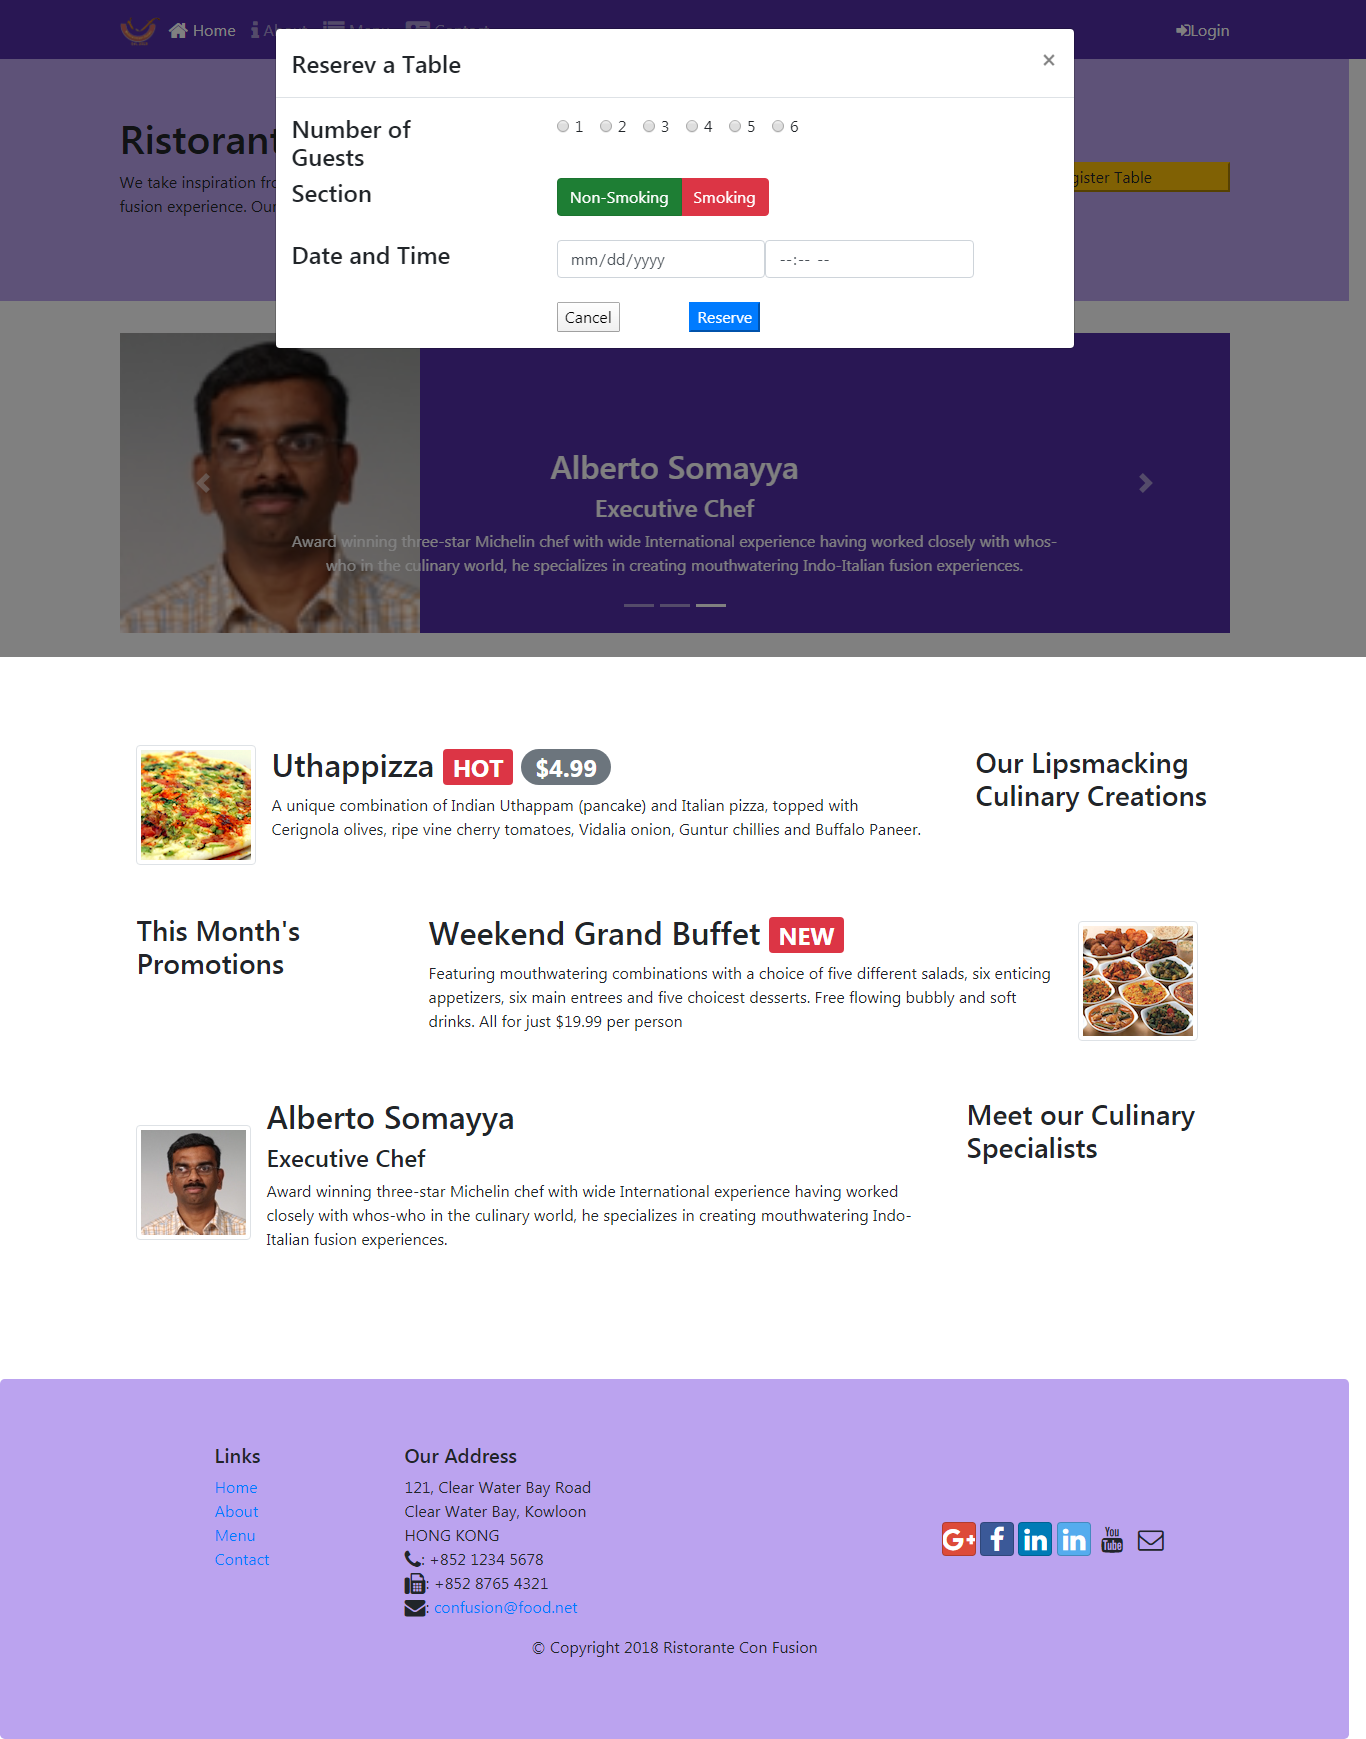 Home
Login
Reserev a Table
×
Ristorant
We take inspiration
fusion experience. Our
Table
Number of
Guests
1 2 3 4 5 6
Section
Non-Smoking Smoking
Date and Time
mm/dd/yyyy --:-- --
Cancel Reserve
Alberto Somayya
Executive Chef
Award winning three-star Michelin chef with wide International experience having worked closely with whos-
who in the culinary world, he specializes in creating mouthwatering Indo-Italian fusion experiences.
Uthappizza HOT $4.99
A unique combination of Indian Uthappam (pancake) and Italian pizza, topped with
Cerignola olives, ripe vine cherry tomatoes, Vidalia onion, Guntur chillies and Buffalo Paneer.
Our Lipsmacking
Culinary Creations
This Month's
Promotions
Weekend Grand Buffet NEW
Featuring mouthwatering combinations with a choice of five different salads, six enticing
appetizers, six main entrees and five choicest desserts. Free flowing bubbly and soft
drinks. All for just $19.99 per person
Alberto Somayya
Executive Chef
Award winning three-star Michelin chef with wide International experience having worked
closely with whos-who in the culinary world, he specializes in creating mouthwatering Indo-
Italian fusion experiences.
Meet our Culinary
Specialists
Links
Home
About
Menu
Contact
Our Address
121, Clear Water Bay Road
Clear Water Bay, Kowloon
HONG KONG
: +852 1234 5678
: +852 8765 4321
: confusion@food.net
G+ f in in You Tube
© Copyright 2018 Ristorante Con Fusion